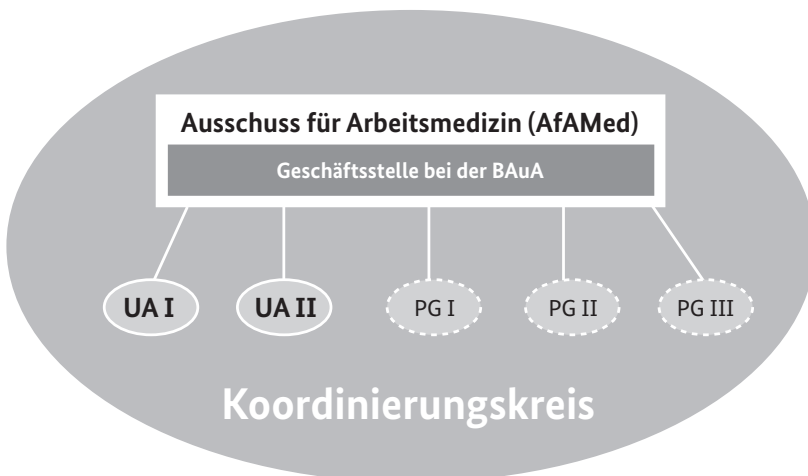 Ausschuss für Arbeitsmedizin (AfAMed)
Geschäftsstelle bei der BAuA
UA I
UA II
PG I
PG II
PG III
Koordinierungskreis